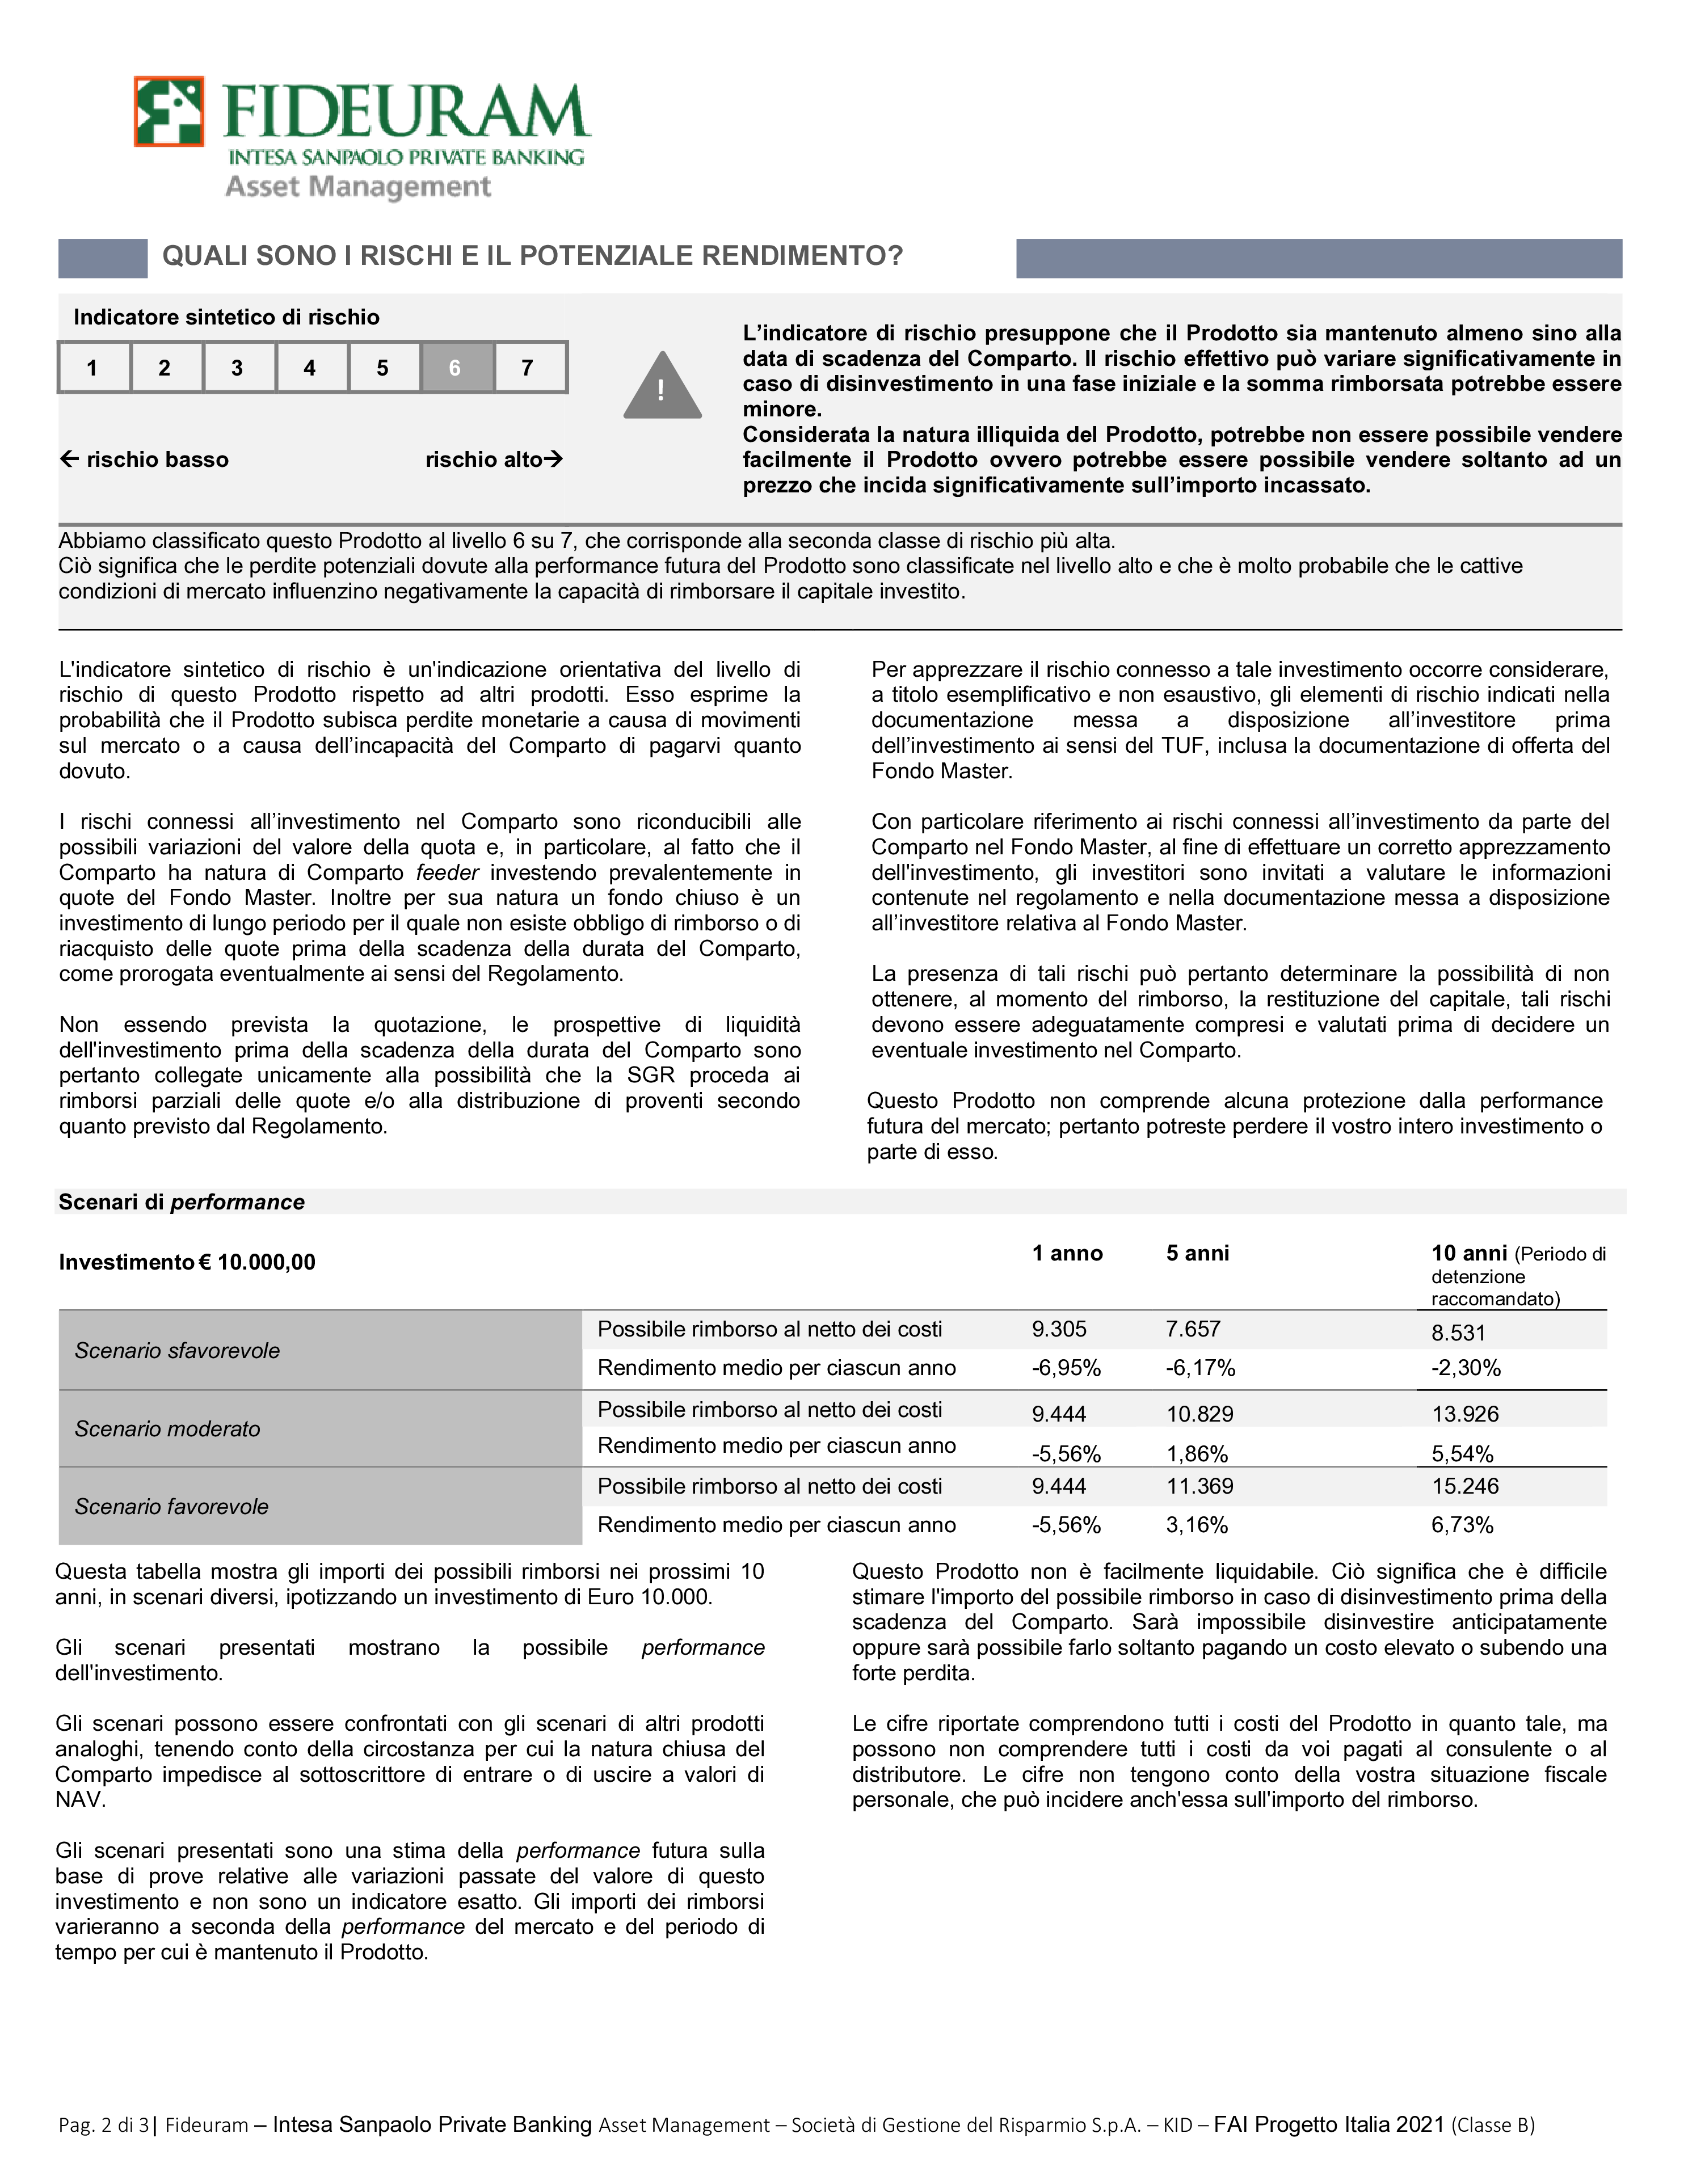 FIDEURAM
INTESA SANPAOLO PRIVATE BANKING
Asset Management
QUALI SONO I RISCHI E IL POTENZIALE RENDIMENTO?
Indicatore sintetico di rischio
1 2 3 4 5 6 7
← rischio basso rischio alto→
!
L’indicatore di rischio presuppone che il Prodotto sia mantenuto almeno sino alla
data di scadenza del Comparto. Il rischio effettivo può variare significativamente in
caso di disinvestimento in una fase iniziale e la somma rimborsata potrebbe essere
minore.
Considerata la natura illiquida del Prodotto, potrebbe non essere possibile vendere
facilmente il Prodotto ovvero potrebbe essere possibile vendere soltanto ad un
prezzo che incida significativamente sull’importo incassato.
Abbiamo classificato questo Prodotto al livello 6 su 7, che corrisponde alla seconda classe di rischio più alta.
Ciò significa che le perdite potenziali dovute alla performance futura del Prodotto sono classificate nel livello alto e che è molto probabile che le cattive
condizioni di mercato influenzino negativamente la capacità di rimborsare il capitale investito.
L'indicatore sintetico di rischio è un'indicazione orientativa del livello di
rischio di questo Prodotto rispetto ad altri prodotti. Esso esprime la
probabilità che il Prodotto subisca perdite monetarie a causa di movimenti
sul mercato o a causa dell’incapacità del Comparto di pagarvi quanto
dovuto.
I rischi connessi all’investimento nel Comparto sono riconducibili alle
possibili variazioni del valore della quota e, in particolare, al fatto che il
Comparto ha natura di Comparto feeder investendo prevalentemente in
quote del Fondo Master. Inoltre per sua natura un fondo chiuso è un
investimento di lungo periodo per il quale non esiste obbligo di rimborso o di
riacquisto delle quote prima della scadenza della durata del Comparto,
come prorogata eventualmente ai sensi del Regolamento.
Non essendo prevista la quotazione, le prospettive di liquidità
dell'investimento prima della scadenza della durata del Comparto sono
pertanto collegate unicamente alla possibilità che la SGR proceda ai
rimborsi parziali delle quote e/o alla distribuzione di proventi secondo
quanto previsto dal Regolamento.
Per apprezzare il rischio connesso a tale investimento occorre considerare,
a titolo esemplificativo e non esaustivo, gli elementi di rischio indicati nella
documentazione messa a disposizione all’investitore prima
dell’investimento ai sensi del TUF, inclusa la documentazione di offerta del
Fondo Master.
Con particolare riferimento ai rischi connessi all’investimento da parte del
Comparto nel Fondo Master, al fine di effettuare un corretto apprezzamento
dell'investimento, gli investitori sono invitati a valutare le informazioni
contenute nel regolamento e nella documentazione messa a disposizione
all’investitore relativa al Fondo Master.
La presenza di tali rischi può pertanto determinare la possibilità di non
ottenere, al momento del rimborso, la restituzione del capitale, tali rischi
devono essere adeguatamente compresi e valutati prima di decidere un
eventuale investimento nel Comparto.
Questo Prodotto non comprende alcuna protezione dalla performance
futura del mercato; pertanto potreste perdere il vostro intero investimento o
parte di esso.
Scenari di performance
Investimento € 10.000,00 1 anno 5 anni 10 anni (Periodo di
detenzione
raccomandato)
Scenario sfavorevole
Possibile rimborso al netto dei costi 9.305 7.657 8.531
Rendimento medio per ciascun anno -6,95% -6,17% -2,30%
Scenario moderato
Possibile rimborso al netto dei costi 9.444 10.829 13.926
Rendimento medio per ciascun anno -5,56% 1,86% 5,54%
Scenario favorevole
Possibile rimborso al netto dei costi 9.444 11.369 15.246
Rendimento medio per ciascun anno -5,56% 3,16% 6,73%
Questa tabella mostra gli importi dei possibili rimborsi nei prossimi 10
anni, in scenari diversi, ipotizzando un investimento di Euro 10.000.
Gli scenari presentati mostrano la possibile performance
dell'investimento.
Gli scenari possono essere confrontati con gli scenari di altri prodotti
analoghi, tenendo conto della circostanza per cui la natura chiusa del
Comparto impedisce al sottoscrittore di entrare o di uscire a valori di
NAV.
Gli scenari presentati sono una stima della performance futura sulla
base di prove relative alle variazioni passate del valore di questo
investimento e non sono un indicatore esatto. Gli importi dei rimborsi
varieranno a seconda della performance del mercato e del periodo di
tempo per cui è mantenuto il Prodotto.
Questo Prodotto non è facilmente liquidabile. Ciò significa che è difficile
stimare l'importo del possibile rimborso in caso di disinvestimento prima della
scadenza del Comparto. Sarà impossibile disinvestire anticipatamente
oppure sarà possibile farlo soltanto pagando un costo elevato o subendo una
forte perdita.
Le cifre riportate comprendono tutti i costi del Prodotto in quanto tale, ma
possono non comprendere tutti i costi da voi pagati al consulente o al
distributore. Le cifre non tengono conto della vostra situazione fiscale
personale, che può incidere anch'essa sull'importo del rimborso.
Pag. 2 di 3| Fideuram – Intesa Sanpaolo Private Banking Asset Management – Società di Gestione del Risparmio S.p.A. – KID – FAI Progetto Italia 2021 (Classe B)